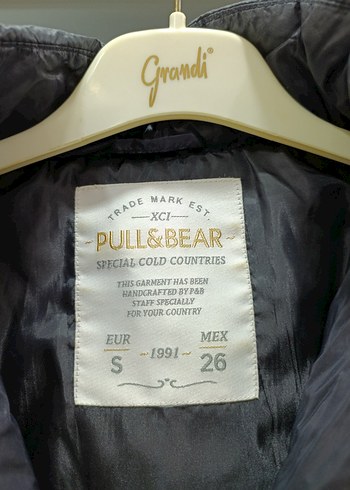 Grandi®
TRADE MARK EST.
XCI
PULL&BEAR
SPECIAL COLD COUNTRIES
THIS GARMENT HAS BEEN
HANDCRAFTED BY P&B
STAFF SPECIALLY
FOR YOUR COUNTRY
EUR MEX
S -1991- 26